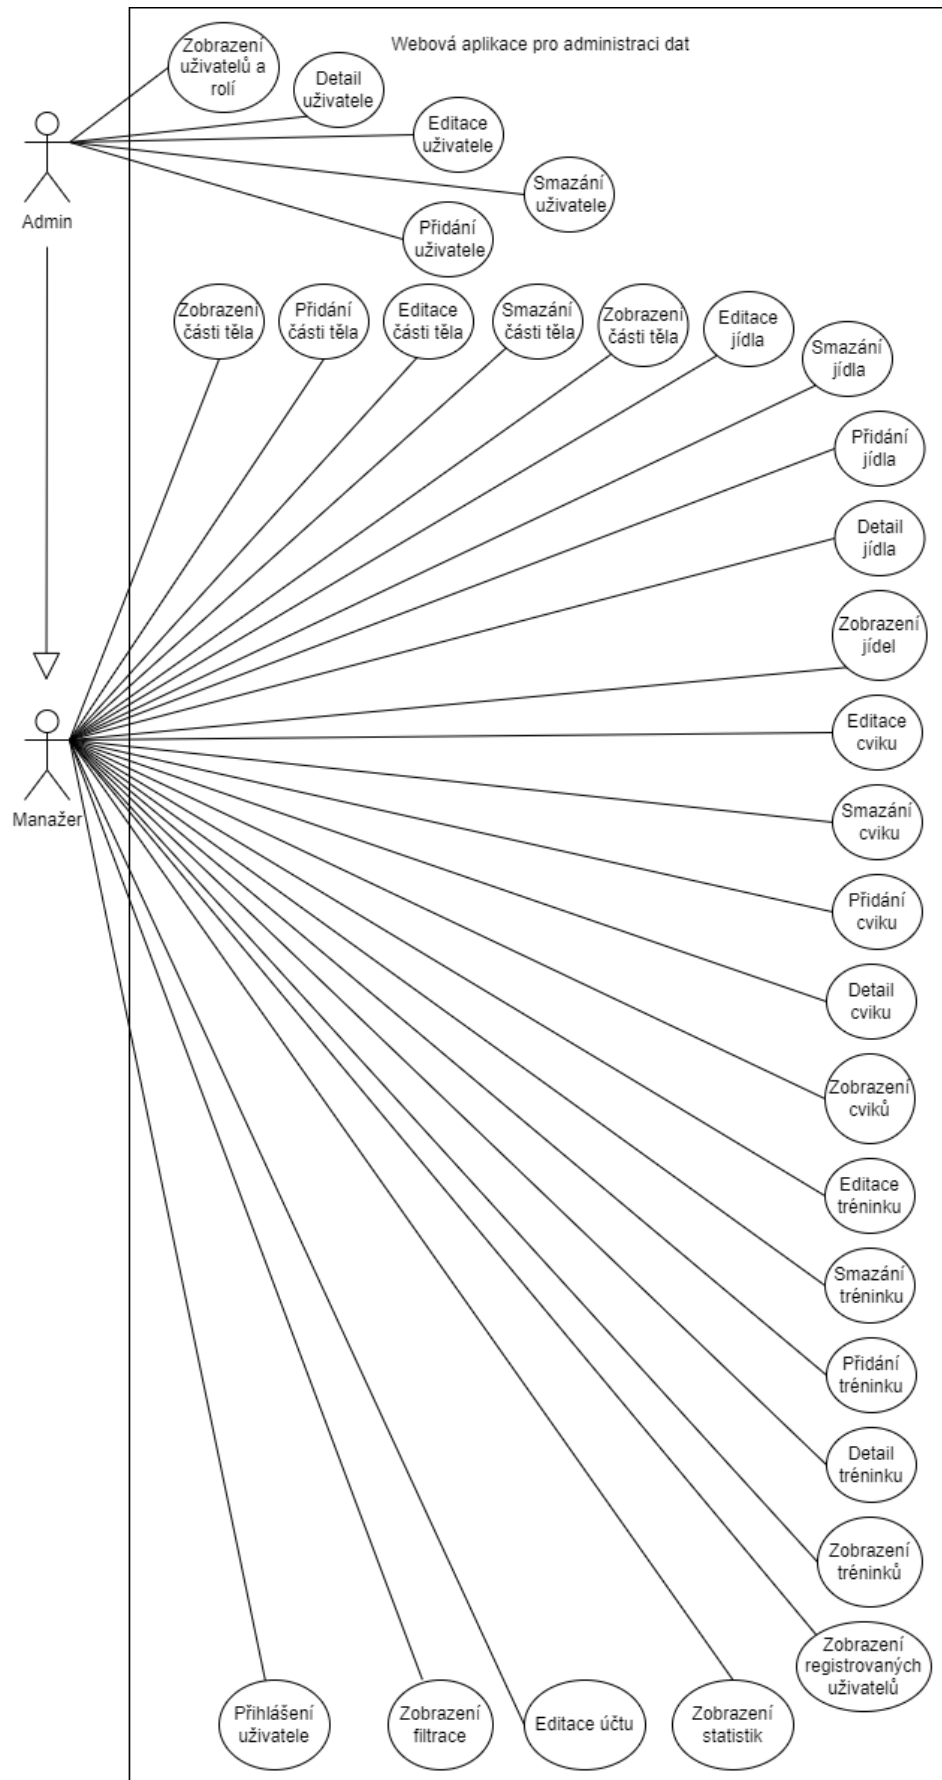 Webová aplikace pro administraci dat
Zobrazení
uživatelů a
rolí
Detail
uživatele
Editace
uživatele
Smazání
uživatele
Přidání
uživatele
Admin
Zobrazení
části těla
Přidání
části těla
Editace
části těla
Smazání
části těla
Zobrazení
části těla
Editace
jídla
Smazání
jídla
Přidání
jídla
Detail
jídla
Zobrazení
jídel
Editace
cviku
Manažer
Smazání
cviku
Přidání
cviku
Detail
cviku
Zobrazení
cviků
Editace
tréninku
Smazání
tréninku
Přidání
tréninku
Detail
tréninku
Zobrazení
tréninků
Zobrazení
registrovaných
uživatelů
Přihlášení
uživatele
Zobrazení
filtrace
Editace účtu
Zobrazení
statistik